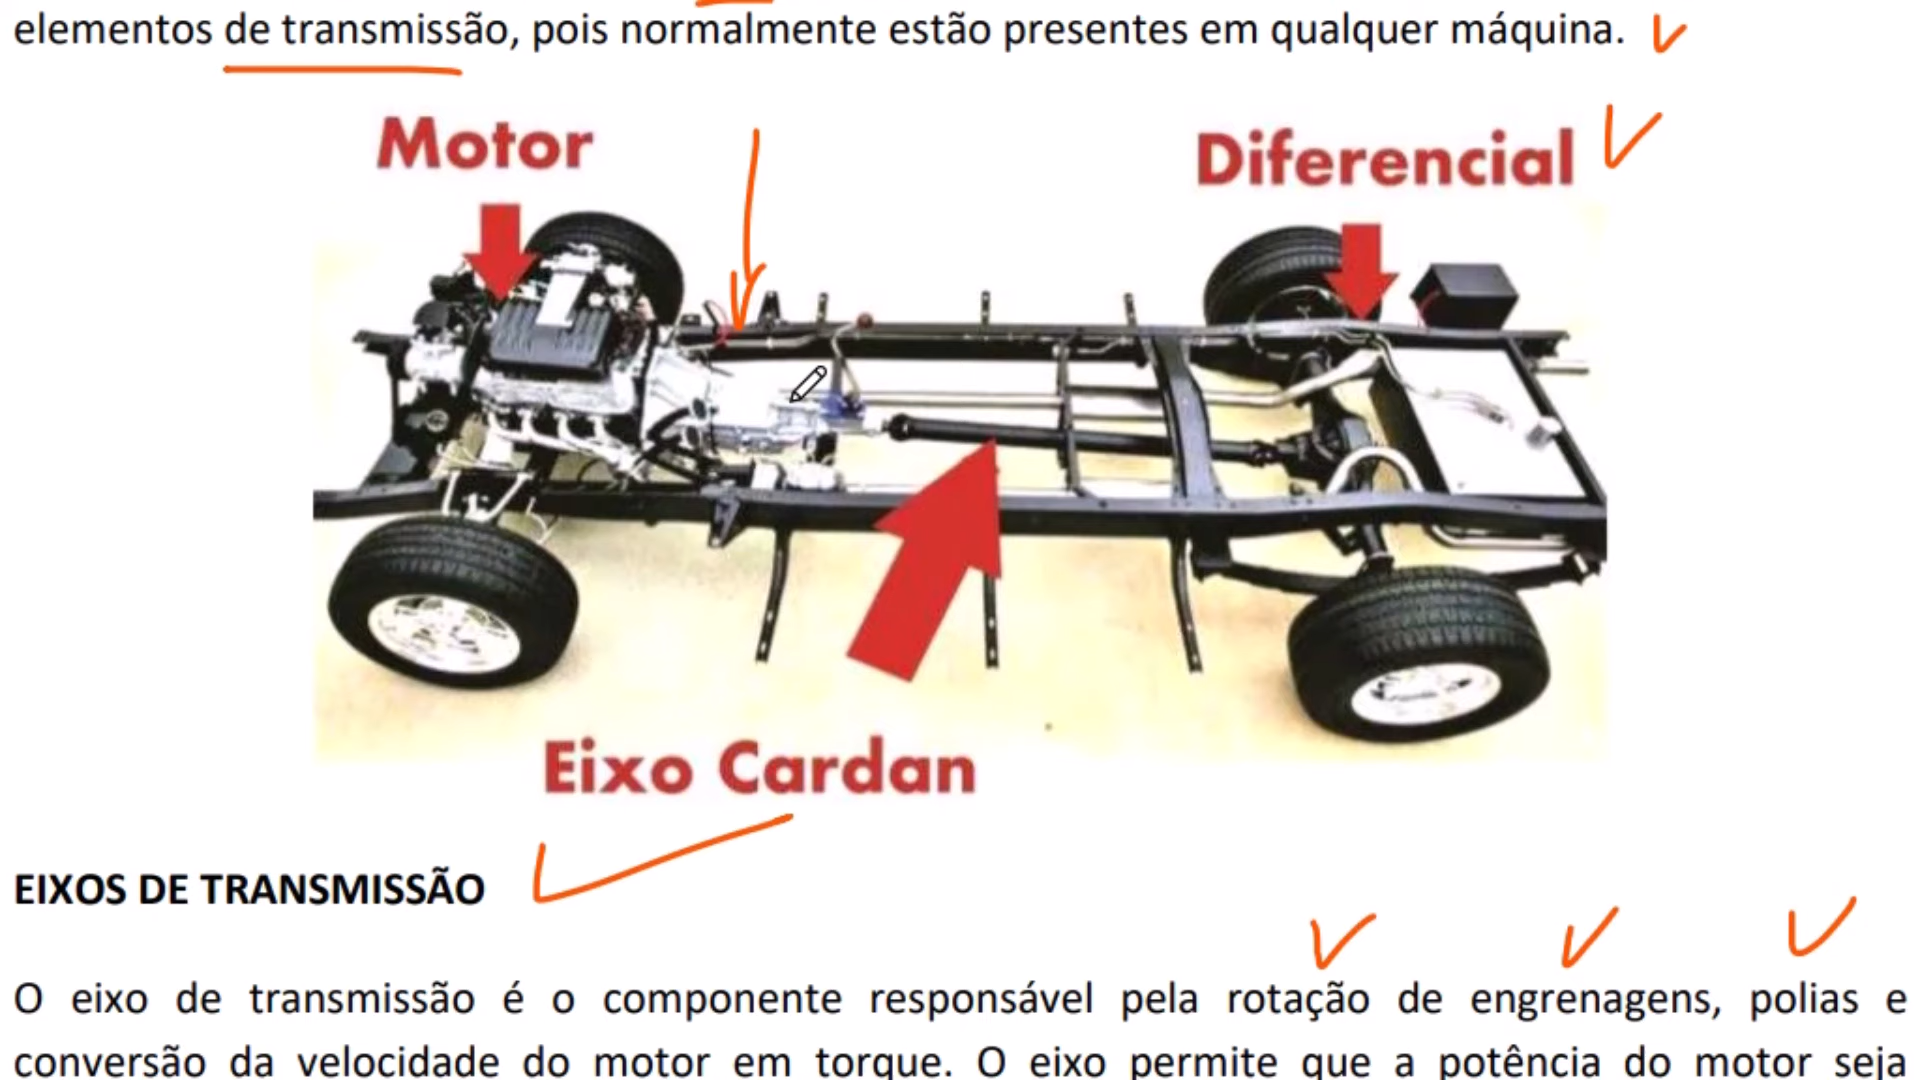 elementos de transmissão, pois normalmente estão presentes em qualquer máquina.
Motor
Diferencial
Eixo Cardan
EIXOS DE TRANSMISSÃO
O eixo de transmissão é o componente responsável pela rotação de engrenagens, polias e
conversão da velocidade do motor em torque. O eixo permite que a potência do motor seja